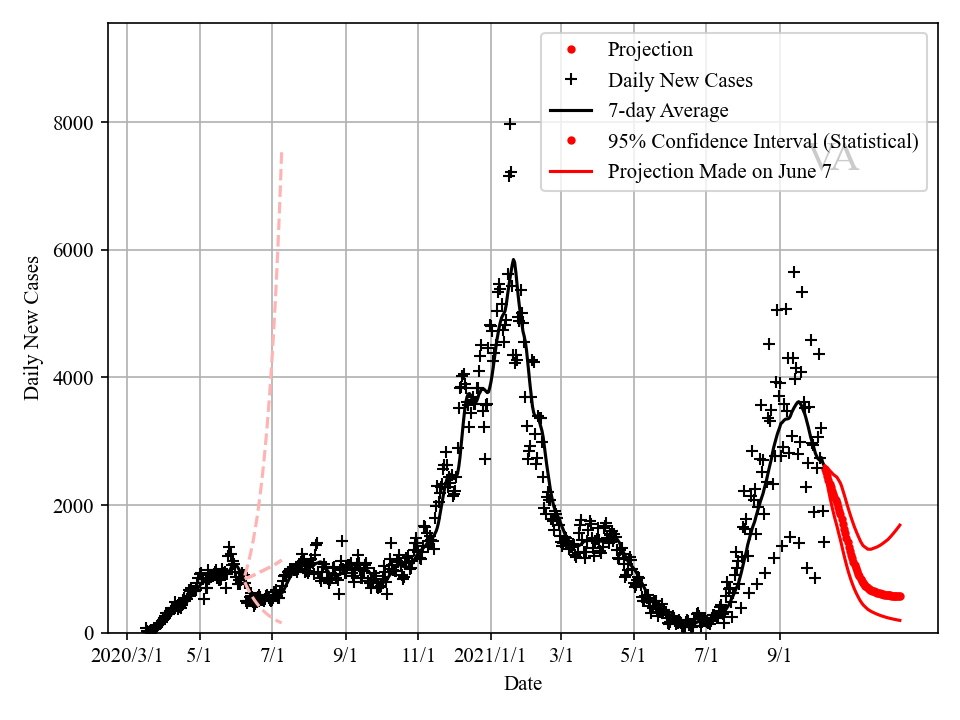 Projection
Daily New Cases
7-day Average
95% Confidence Interval (Statistical)
Projection Made on June 7
VA
8000
6000
4000
2000
0
Daily New Cases
2020/3/1 5/1 7/1 9/1 11/1 2021/1/1 3/1 5/1 7/1 9/1
Date